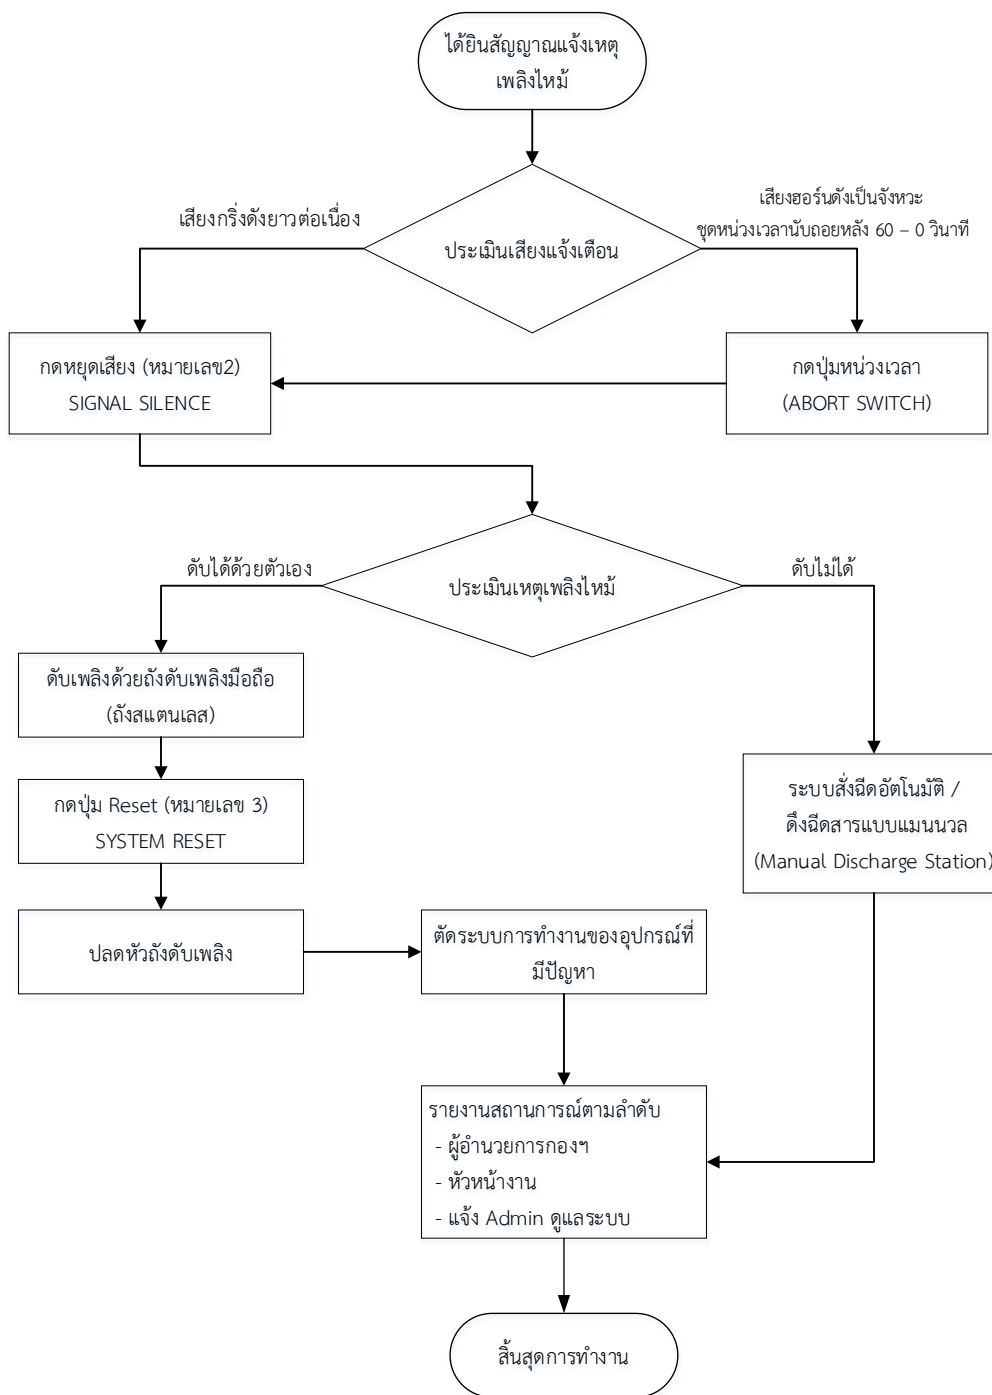 ได้ยินสัญญาณแจ้งเหตุ
เพลิงไหม้
เสียงกริ่งดังยาวต่อเนื่อง
ประเมินเสียงแจ้งเตือน
เสียงฮอร์นดังเป็นจังหวะ
ชุดหน่วงเวลานับถอยหลัง 60 – 0 วินาที
กดหยุดเสียง (หมายเลข2)
SIGNAL SILENCE
กดปุ่มหน่วงเวลา
(ABORT SWITCH)
ดับได้ด้วยตัวเอง
ประเมินเหตุเพลิงไหม้
ดับไม่ได้
ดับเพลิงด้วยถังดับเพลิงมือถือ
(ถังสแตนเลส)
กดปุ่ม Reset (หมายเลข 3)
SYSTEM RESET
ระบบสั่งฉีดอัตโนมัติ /
ดึงฉีดสารแบบแมนนวล
(Manual Discharge Station)
ปลดหัวถังดับเพลิง
ตัดระบบการทำงานของอุปกรณ์ที่
มีปัญหา
รายงานสถานการณ์ตามลำดับ
- ผู้อำนวยการกองฯ
- หัวหน้างาน
- แจ้ง Admin ดูแลระบบ
สิ้นสุดการทำงาน